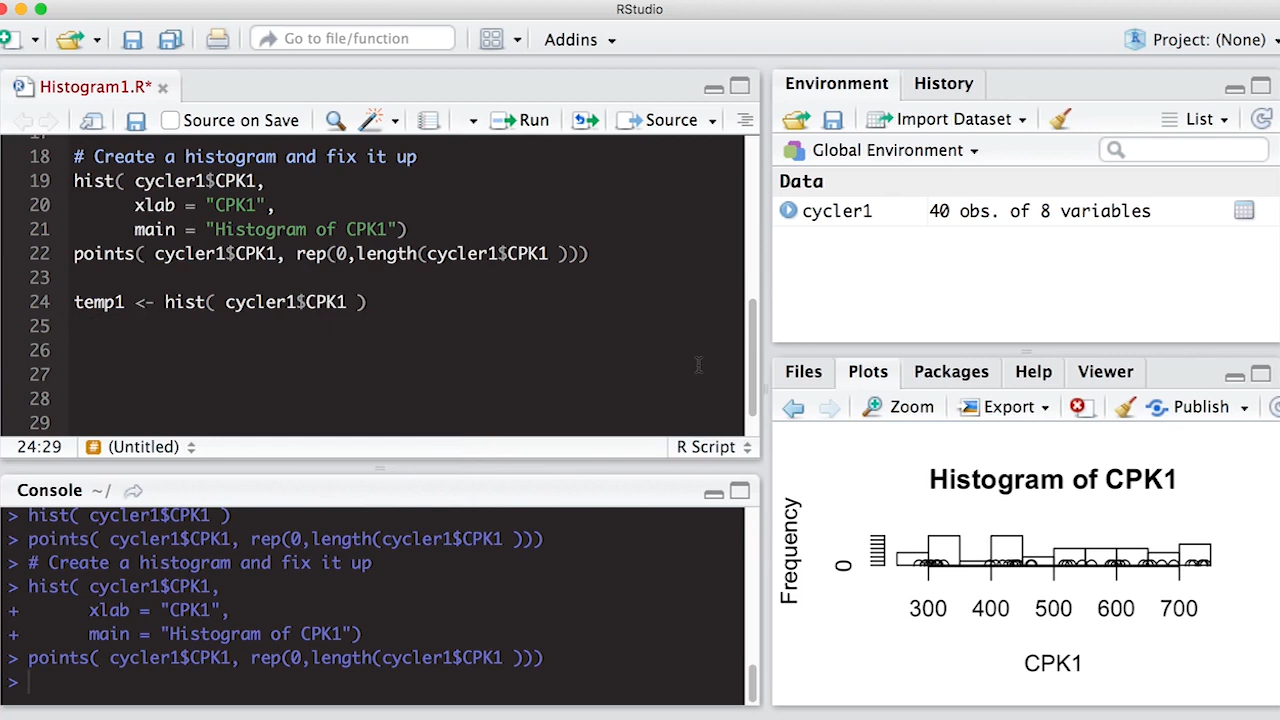 RStudio
Go to file/function
Addins
Project: (None)
Histogram1.R*
Source on Save
Run
Source
18 # Create a histogram and fix it up
19 hist( cycler1$CPK1,
20 xlab = "CPK1",
21 main = "Histogram of CPK1")
22 points( cycler1$CPK1, rep(0,length(cycler1$CPK1 )))
23
24 temp1 <- hist( cycler1$CPK1 )
25
26
27
28
29
24:29 (Untitled) R Script
Console ~/
> hist( cycler1$CPK1 )
> points( cycler1$CPK1, rep(0,length(cycler1$CPK1 )))
> # Create a histogram and fix it up
> hist( cycler1$CPK1,
+ xlab = "CPK1",
+ main = "Histogram of CPK1")
> points( cycler1$CPK1, rep(0,length(cycler1$CPK1 )))
>
Environment History
Import Dataset List
Global Environment
Data
cycler1 40 obs. of 8 variables
Files Plots Packages Help Viewer
Zoom Export Publish
Histogram of CPK1
Frequency
0
300 400 500 600 700
CPK1